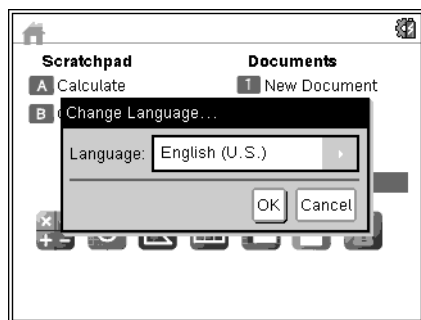 Scratchpad Documents
A Calculate 1 New Document
B
Change Language...
Language: English (U.S.)
OK Cancel